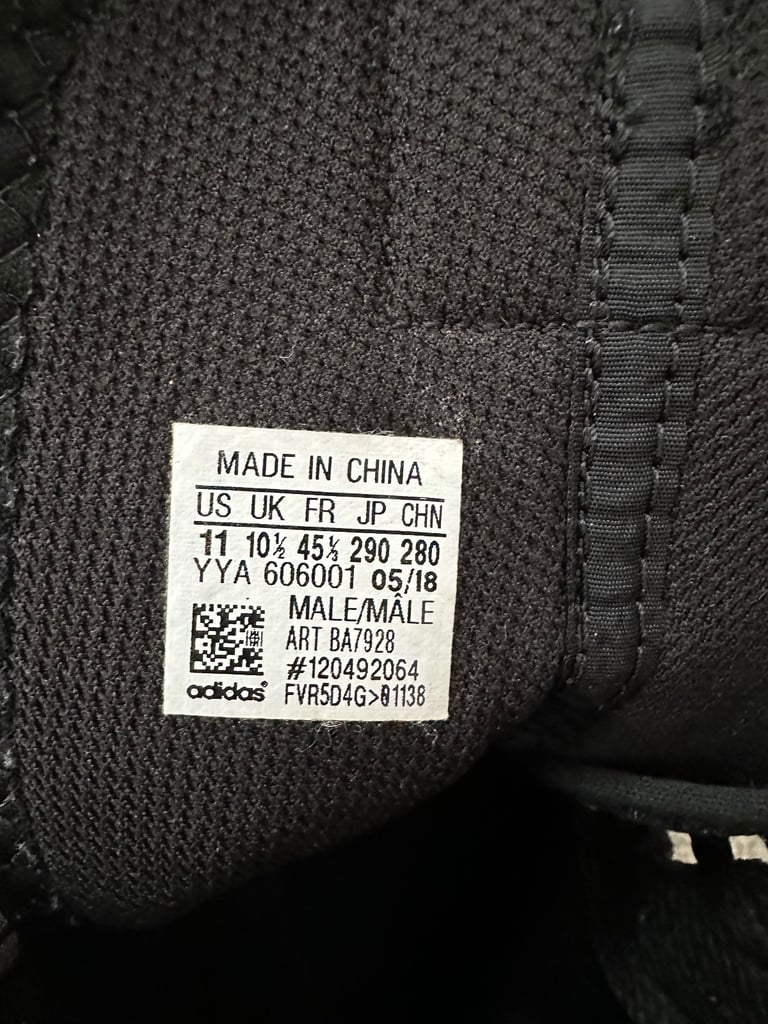 MADE IN CHINA
US UK FR JP CHN
11 10½ 45⅓ 290 280
YYA 606001 05/18
MALE/MÂLE
ART BA7928
#120492064
adidas® FVR5D4G>01138